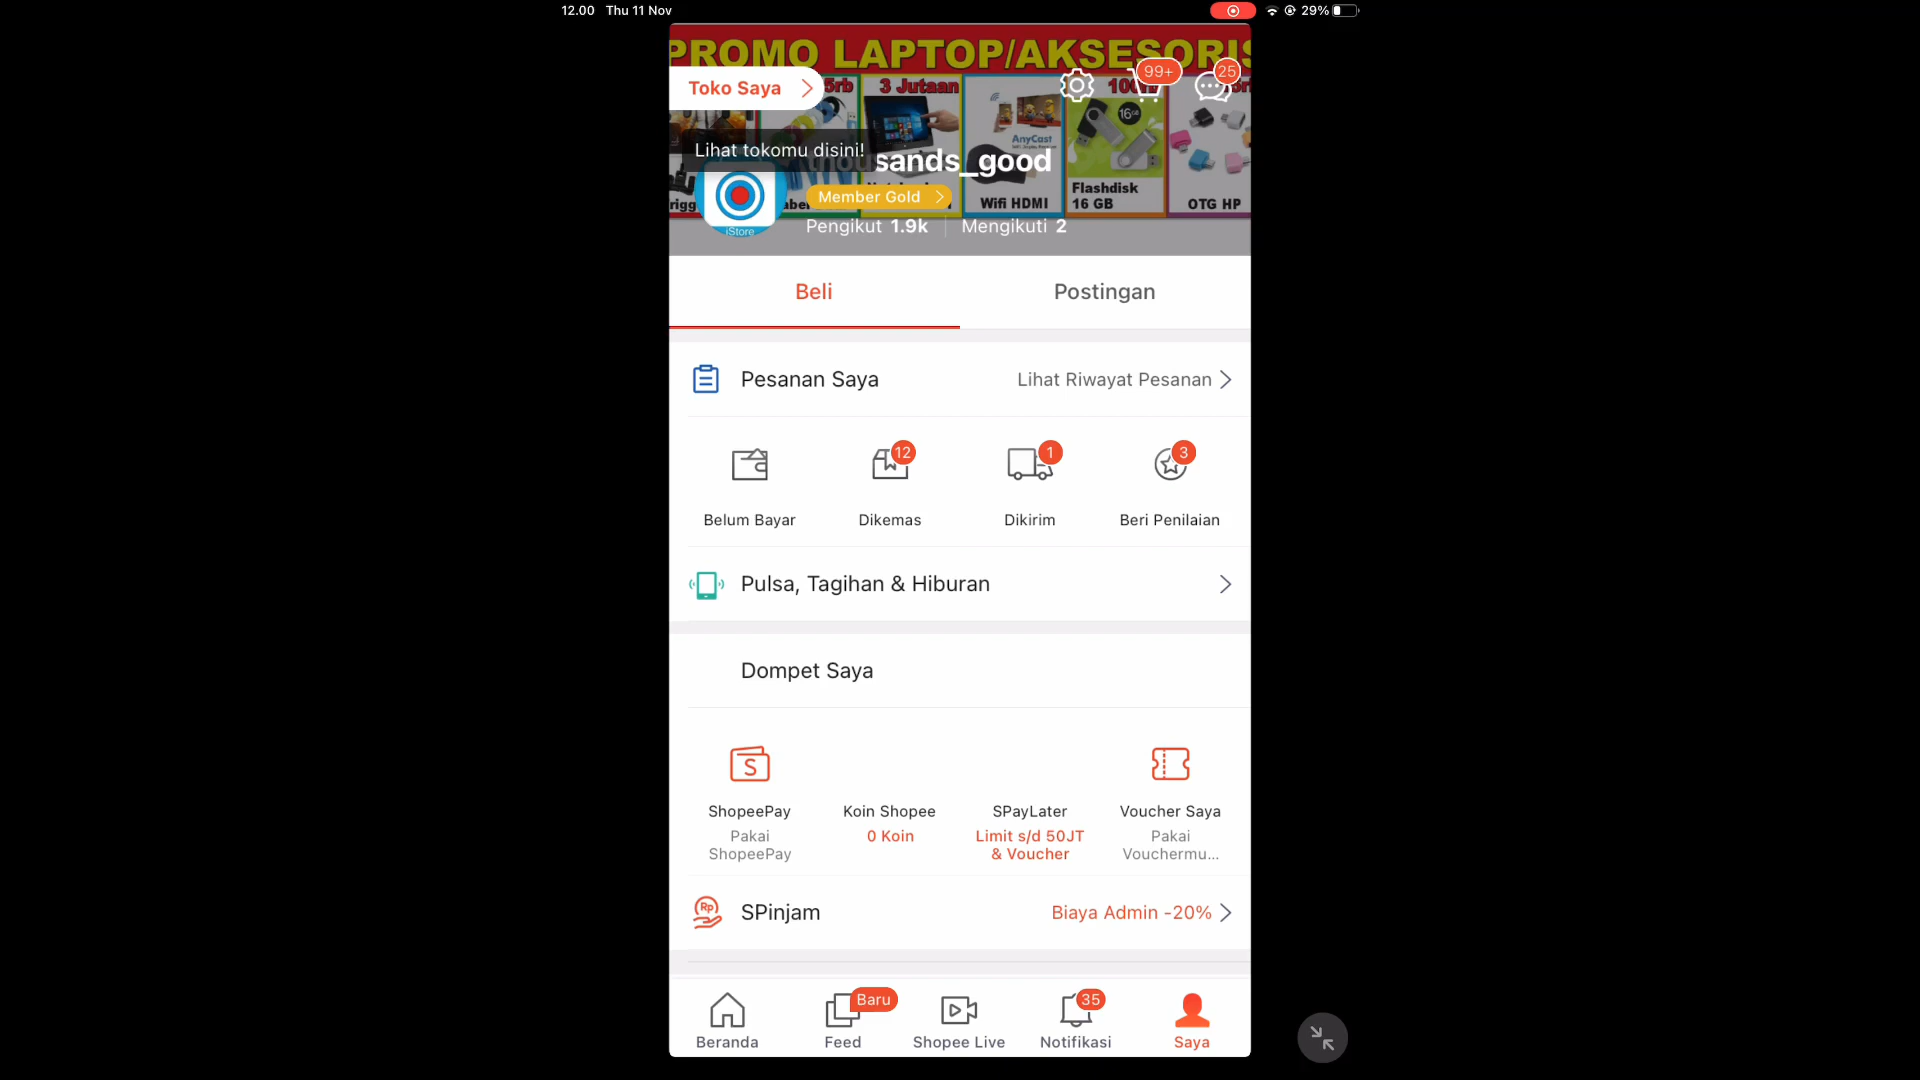 12.00 Thu 11 Nov
29%
PROMO LAPTOP/AKSESORIS
Toko Saya
3 Jutaan
99+
25
16GB
AnyCast
Lihat tokomu disini!
sands_good
Member Gold
Wifi HDMI
Flashdisk
16 GB
OTG HP
iStore
Pengikut 1.9k
Mengikuti 2
Beli
Postingan
Pesanan Saya
Lihat Riwayat Pesanan
12
1
3
Belum Bayar
Dikemas
Dikirim
Beri Penilaian
Pulsa, Tagihan & Hiburan
Dompet Saya
S
ShopeePay
Koin Shopee
SPayLater
Voucher Saya
Pakai
ShopeePay
0 Koin
Limit s/d 50JT
& Voucher
Pakai
Vouchermu...
Rp
SPinjam
Biaya Admin -20%
Baru
35
Beranda
Feed
Shopee Live
Notifikasi
Saya